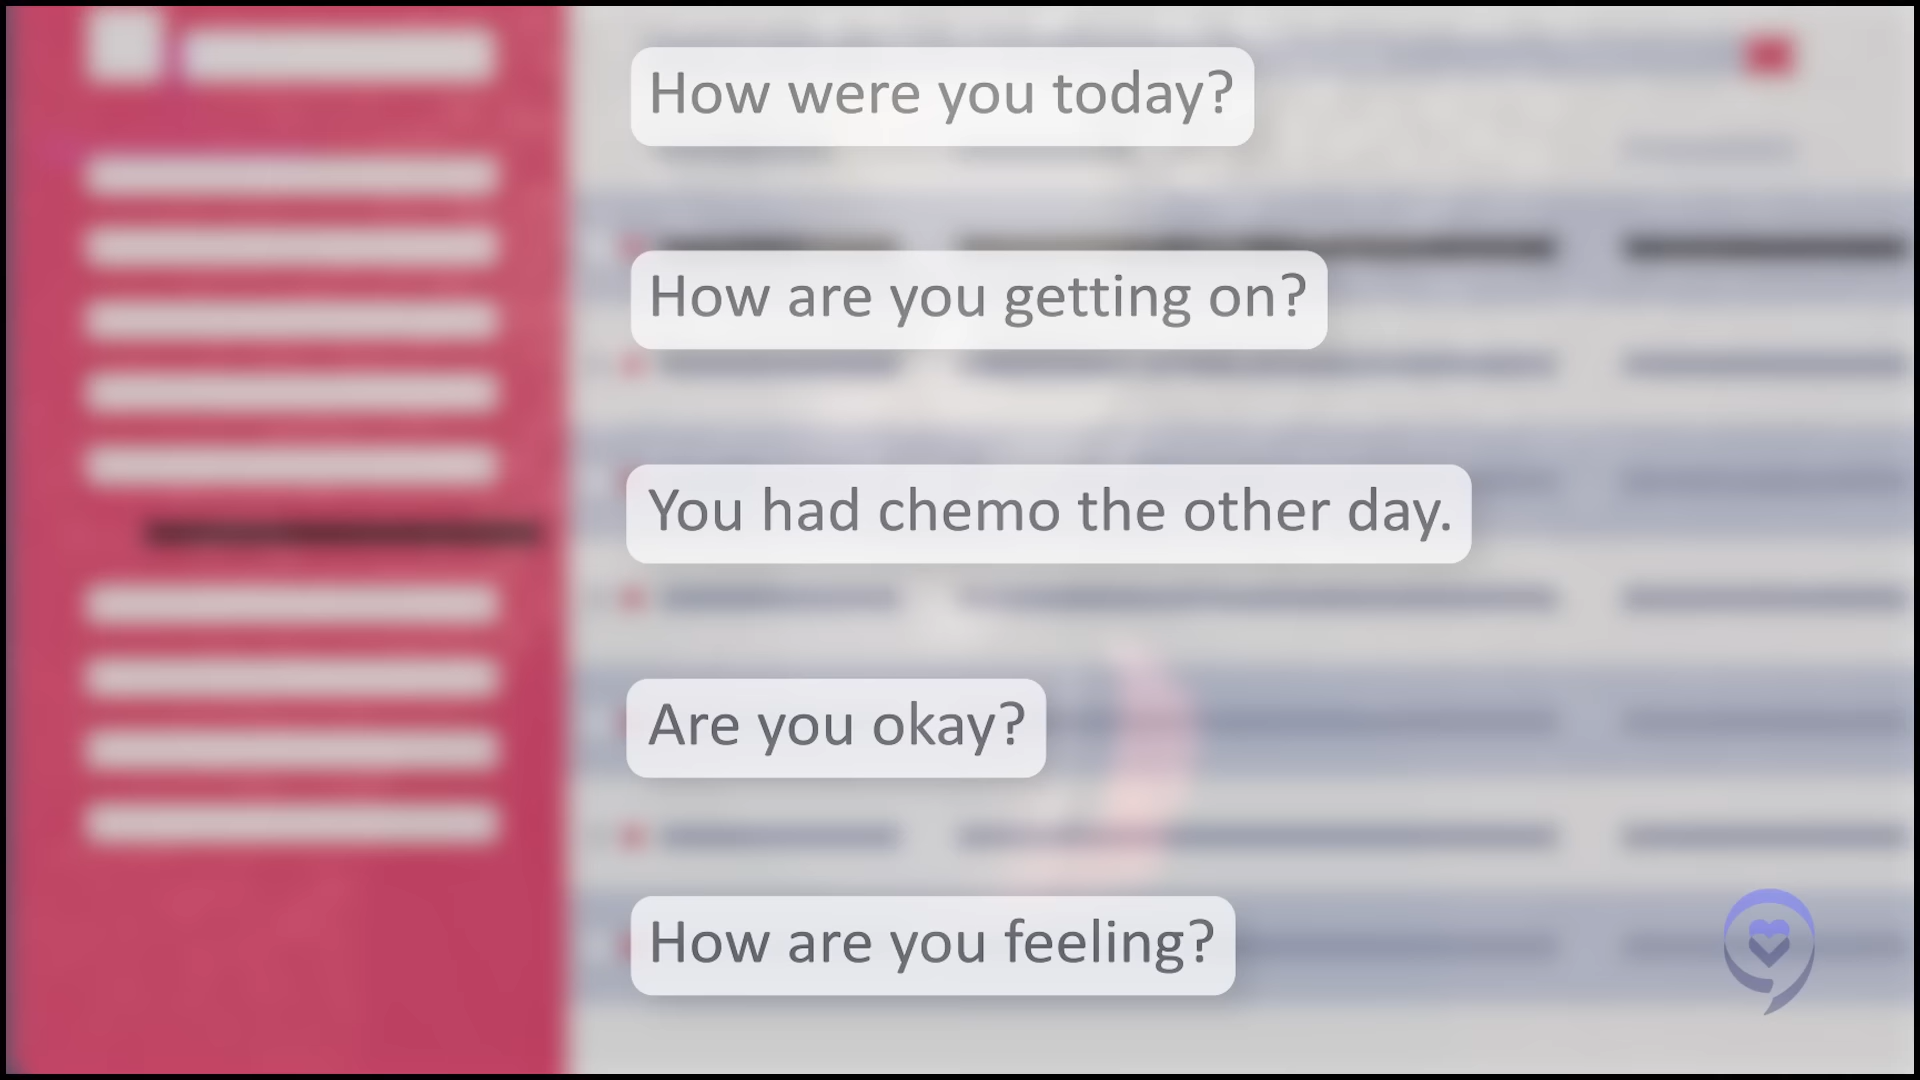 How were you today?
How are you getting on?
You had chemo the other day.
Are you okay?
How are you feeling?